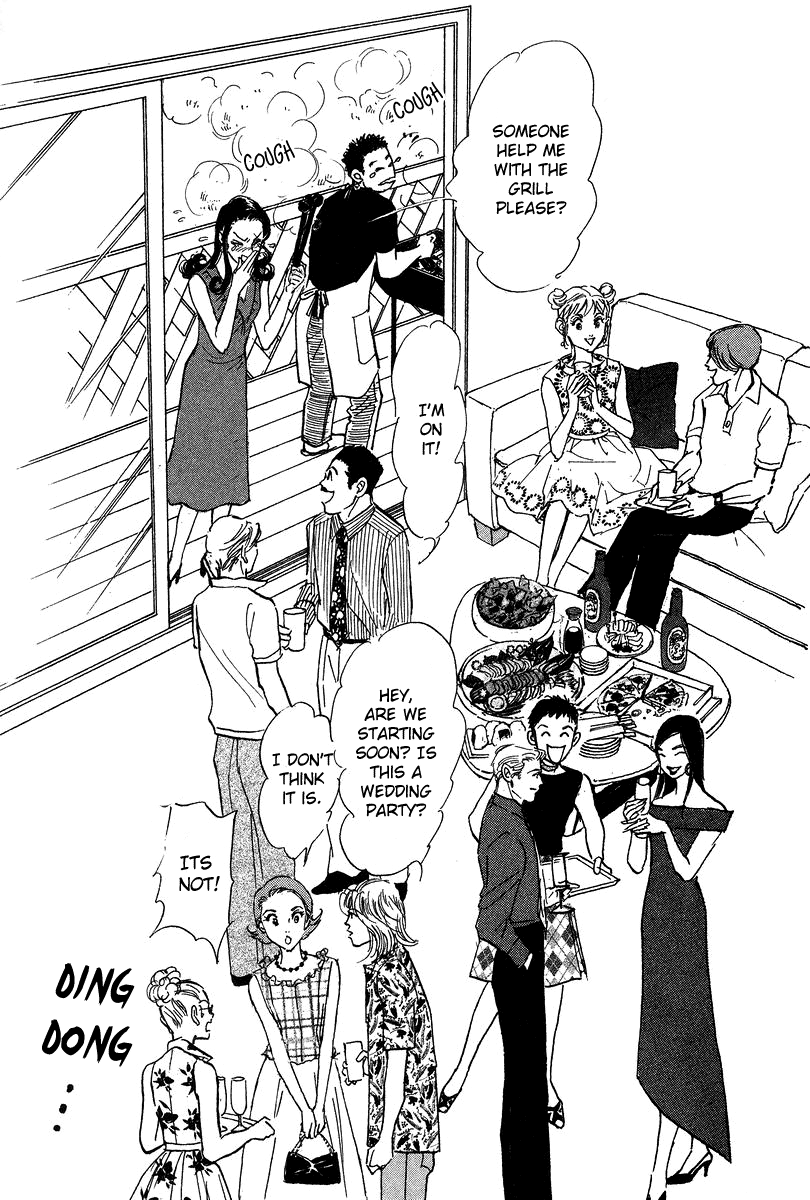 COUGH
COUGH
SOMEONE
HELP ME
WITH THE
GRILL
PLEASE?
I'M
ON
IT!
HEY,
ARE WE
STARTING
SOON? IS
THIS A
WEDDING
PARTY?
I DON'T
THINK
IT IS.
ITS
NOT!
DING
DONG
...